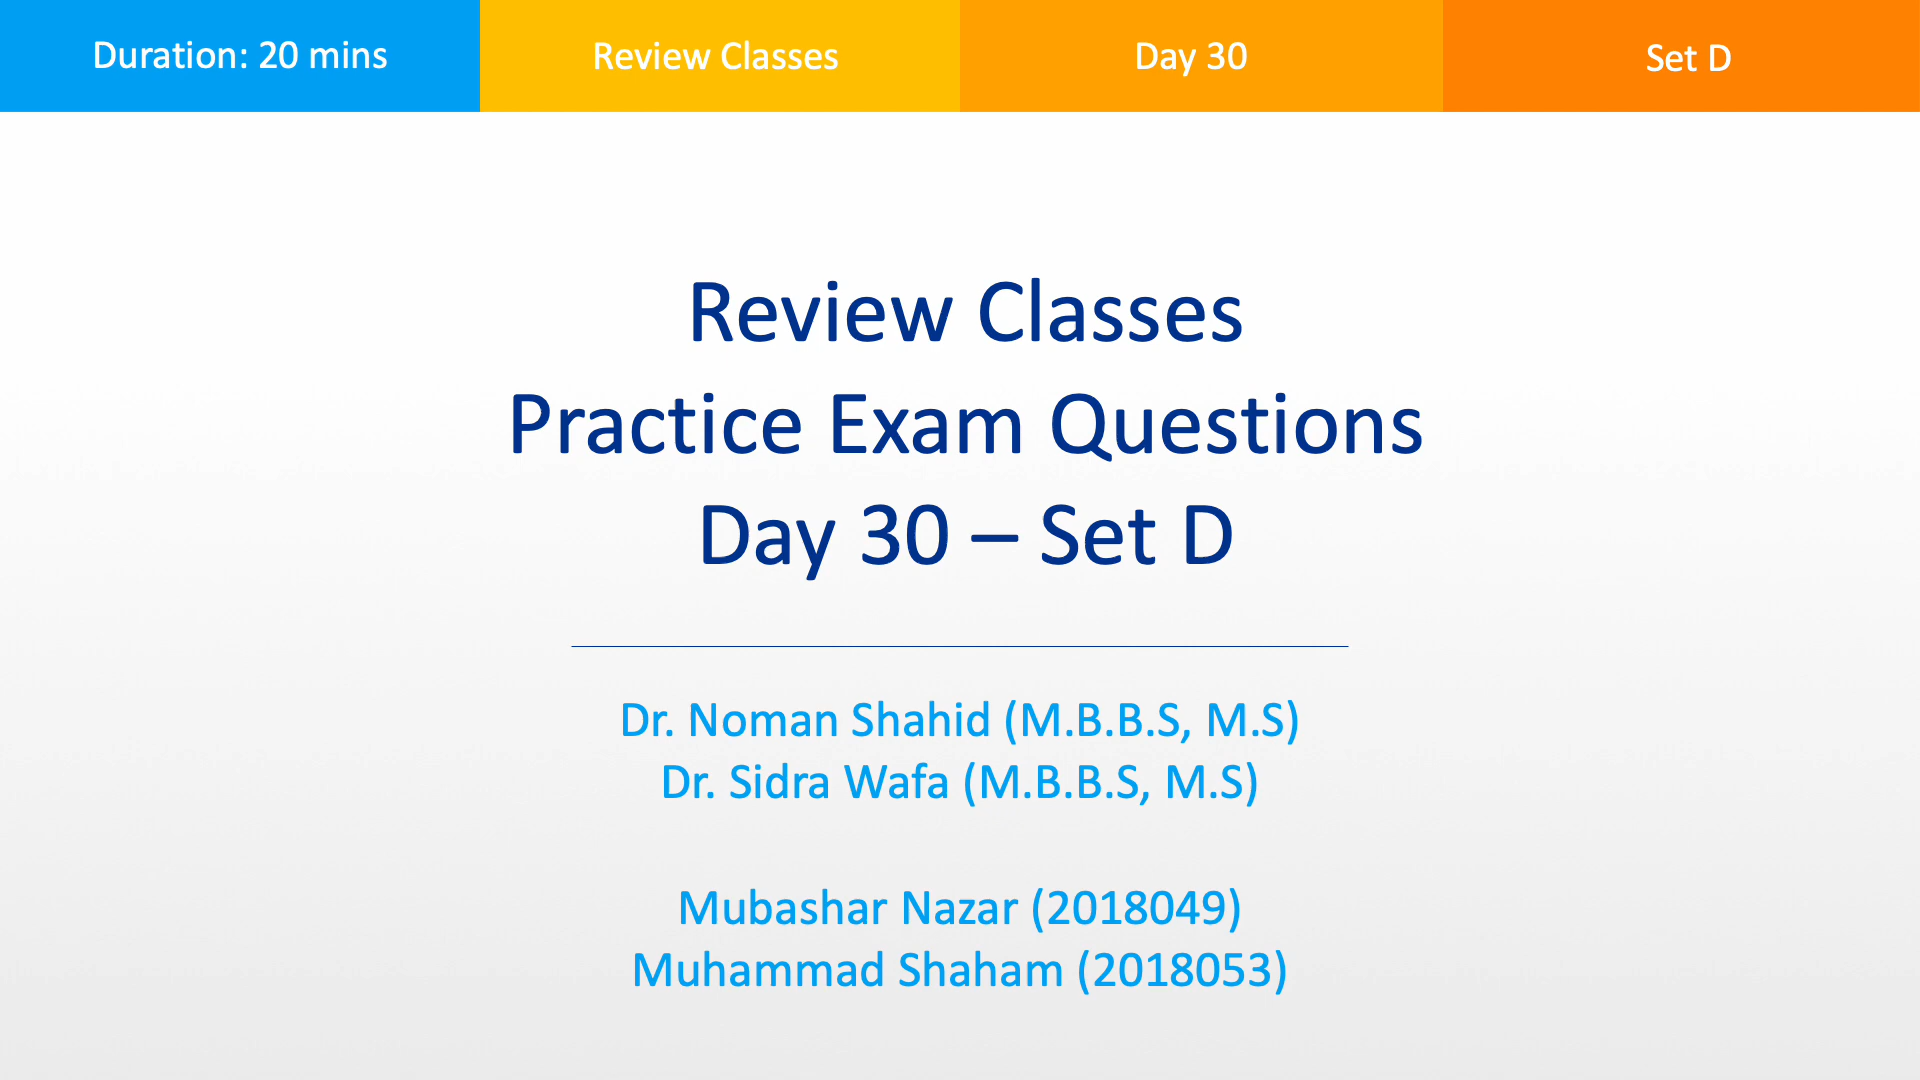 Duration: 20 mins
Review Classes
Day 30
Set D
Review Classes
Practice Exam Questions
Day 30 – Set D
Dr. Noman Shahid (M.B.B.S, M.S)
Dr. Sidra Wafa (M.B.B.S, M.S)
Mubashar Nazar (2018049)
Muhammad Shaham (2018053)